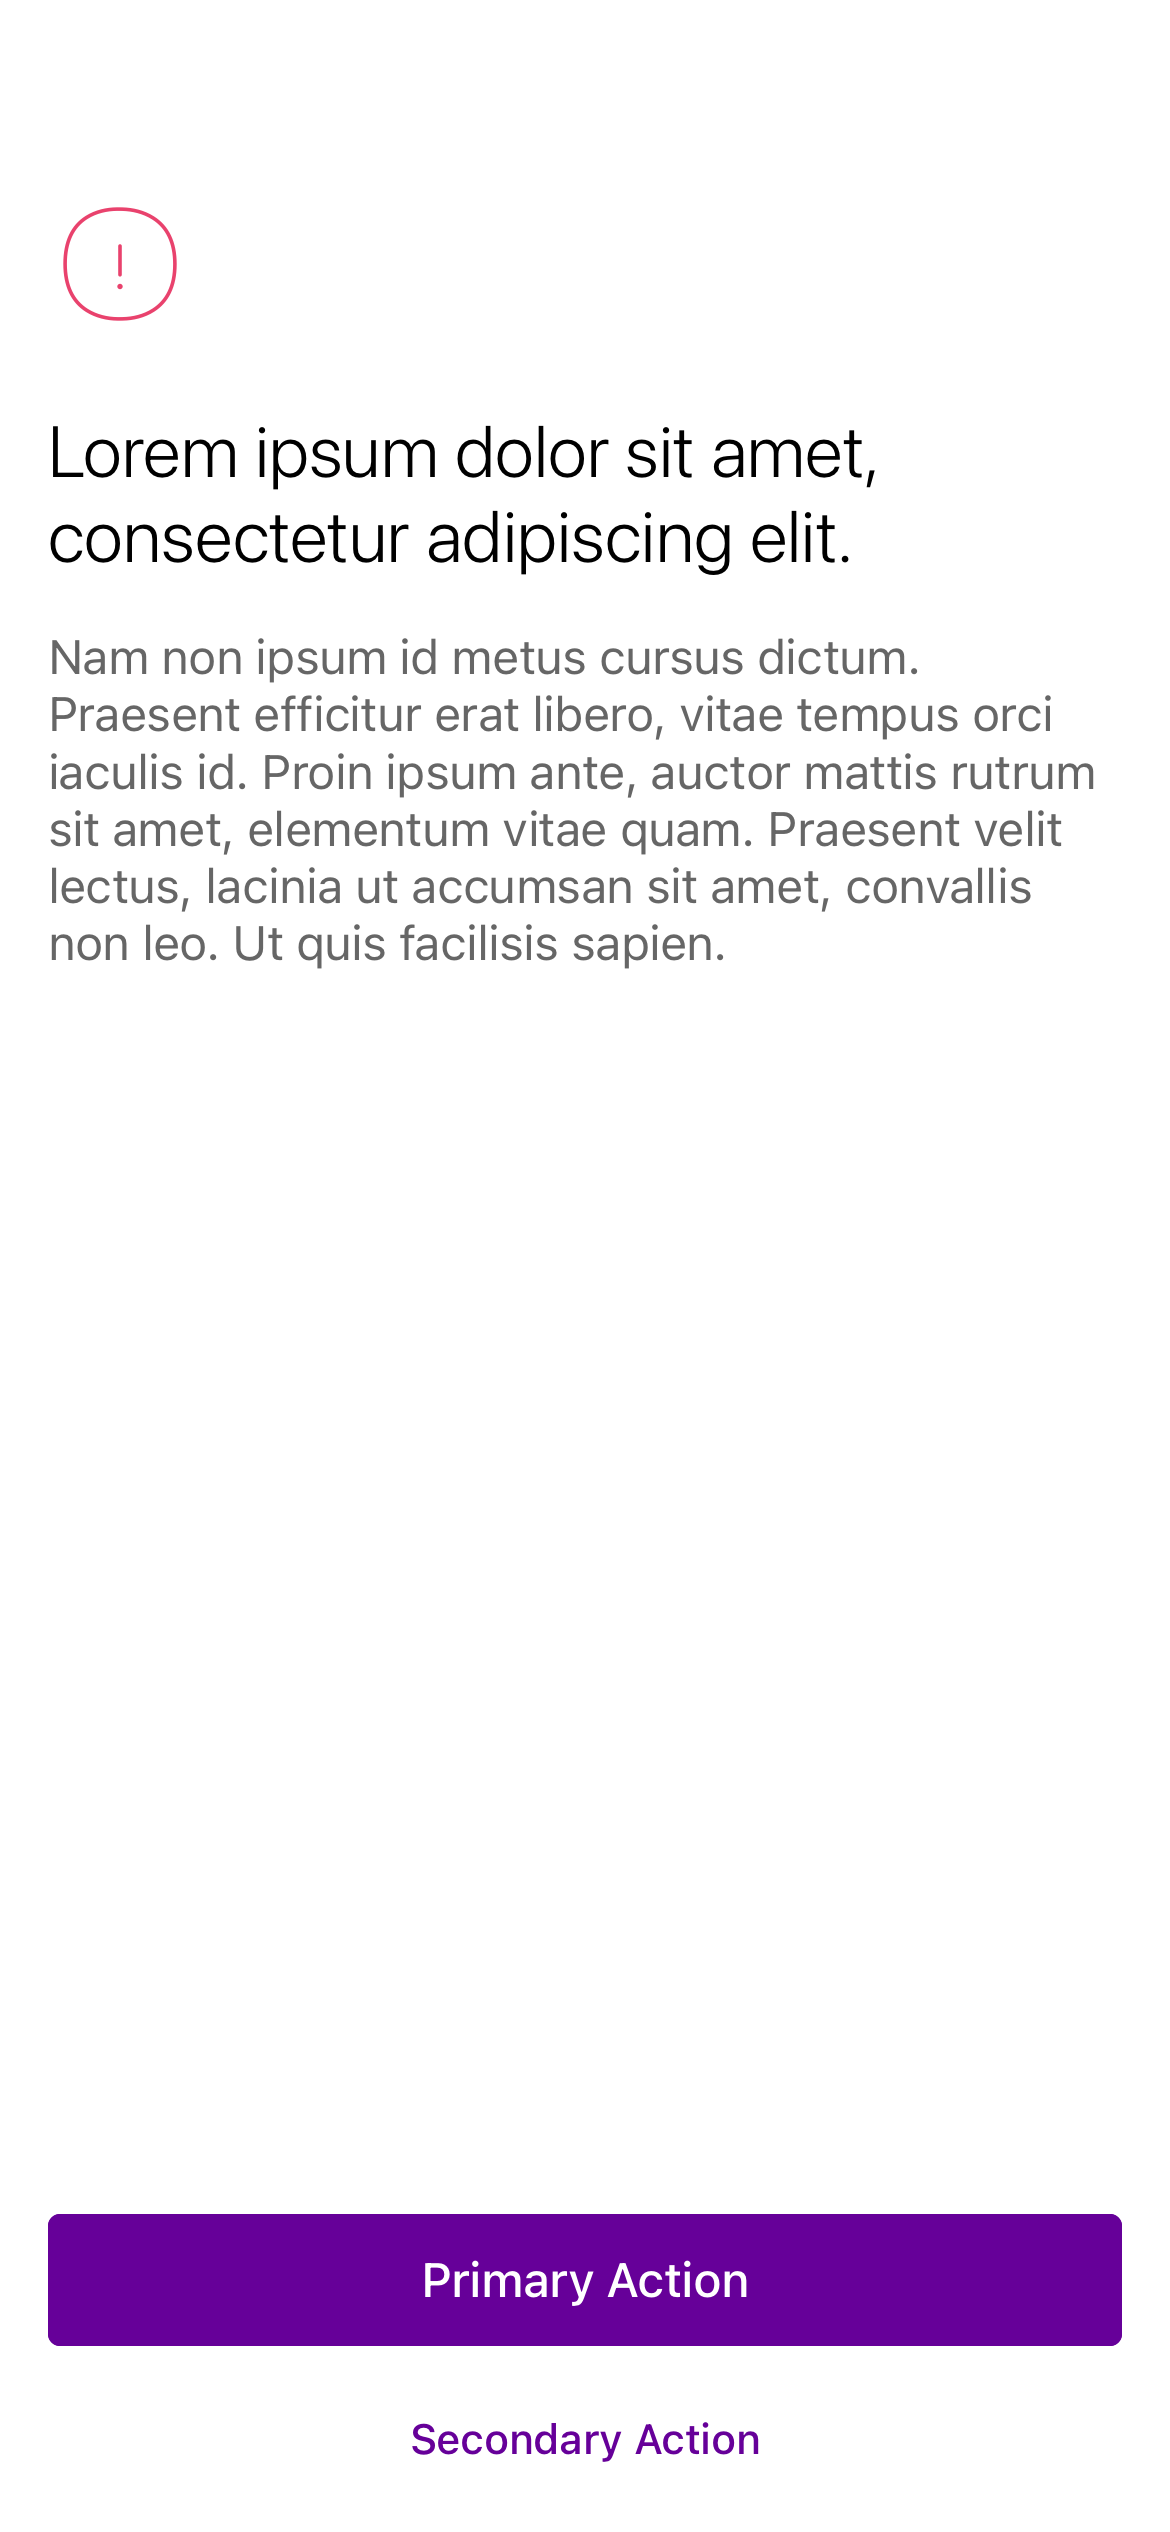 !
Lorem ipsum dolor sit amet,
consectetur adipiscing elit.
Nam non ipsum id metus cursus dictum.
Praesent efficitur erat libero, vitae tempus orci
iaculis id. Proin ipsum ante, auctor mattis rutrum
sit amet, elementum vitae quam. Praesent velit
lectus, lacinia ut accumsan sit amet, convallis
non leo. Ut quis facilisis sapien.
Primary Action
Secondary Action